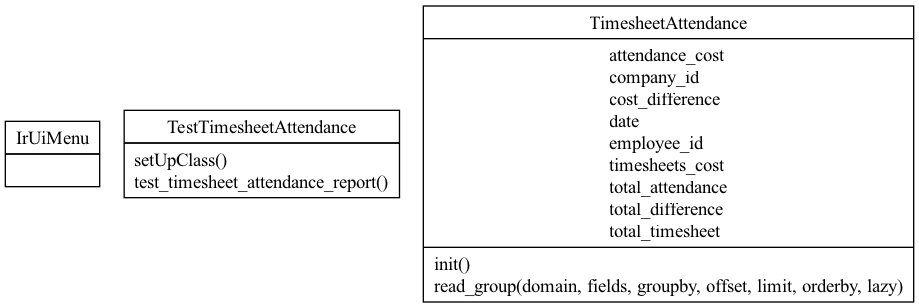 IrUiMenu
TestTimesheetAttendance
setUpClass()
test_timesheet_attendance_report()
TimesheetAttendance
attendance_cost
company_id
cost_difference
date
employee_id
timesheets_cost
total_attendance
total_difference
total_timesheet
init()
read_group(domain, fields, groupby, offset, limit, orderby, lazy)